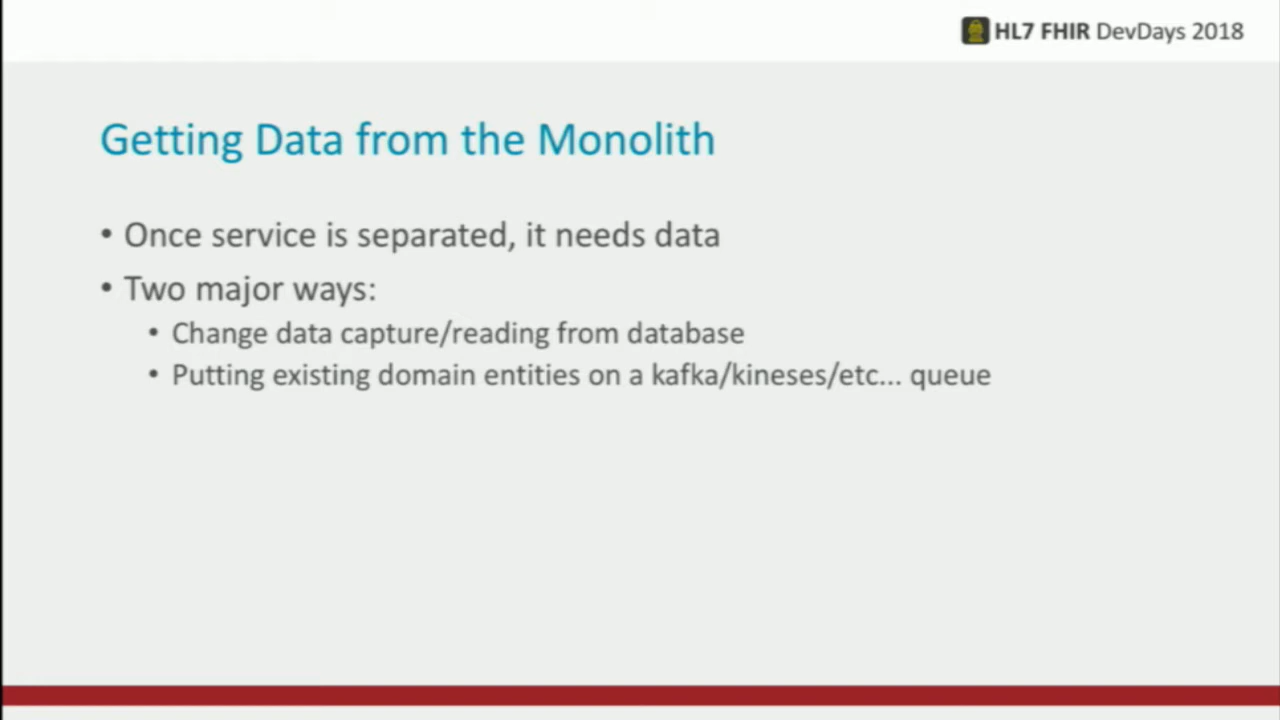 HL7 FHIR DevDays 2018
Getting Data from the Monolith
• Once service is separated, it needs data
• Two major ways:
• Change data capture/reading from database
• Putting existing domain entities on a kafka/kineses/etc... queue